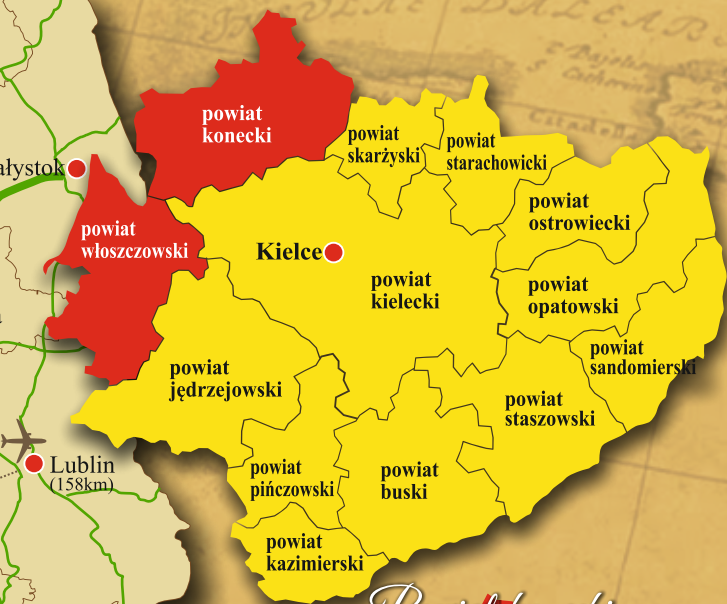 powiat
konecki
powiat
skarżyski
powiat
starachowicki
ałystok
powiat
włoszczowski
powiat
ostrowiecki
Kielce
powiat
kielecki
powiat
opatowski
powiat
sandomierski
powiat
jędrzejowski
powiat
staszowski
Lublin
(158km)
powiat
pińczowski
powiat
buski
powiat
kazimierski